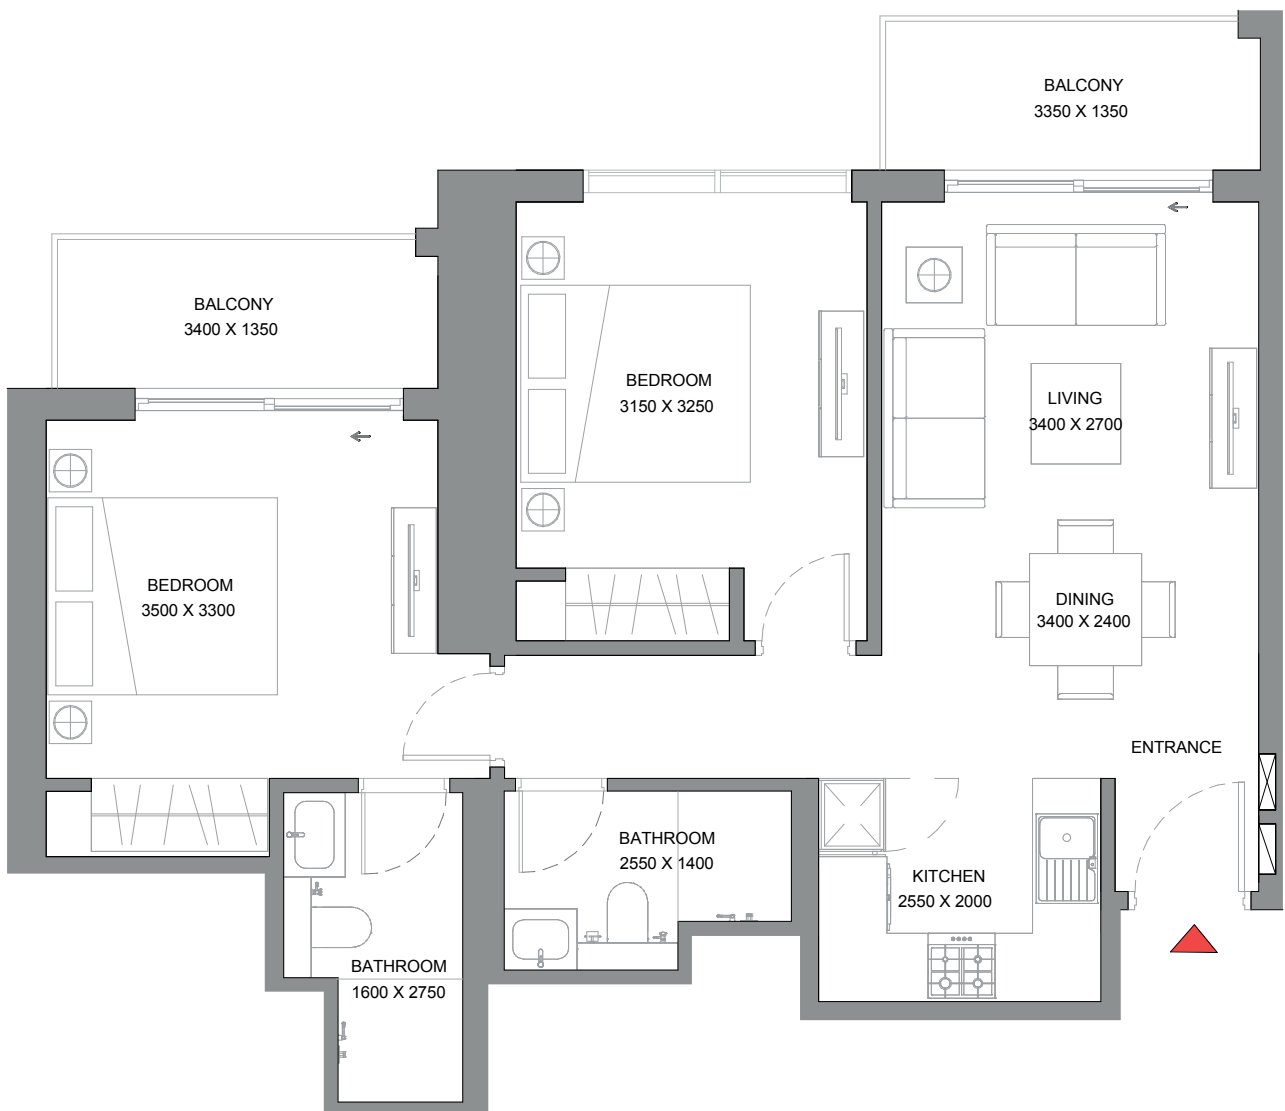 BALCONY
3350 X 1350
BALCONY
3400 X 1350
BEDROOM
3150 X 3250
LIVING
3400 X 2700
BEDROOM
3500 X 3300
DINING
3400 X 2400
ENTRANCE
BATHROOM
2550 X 1400
KITCHEN
2550 X 2000
BATHROOM
1600 X 2750